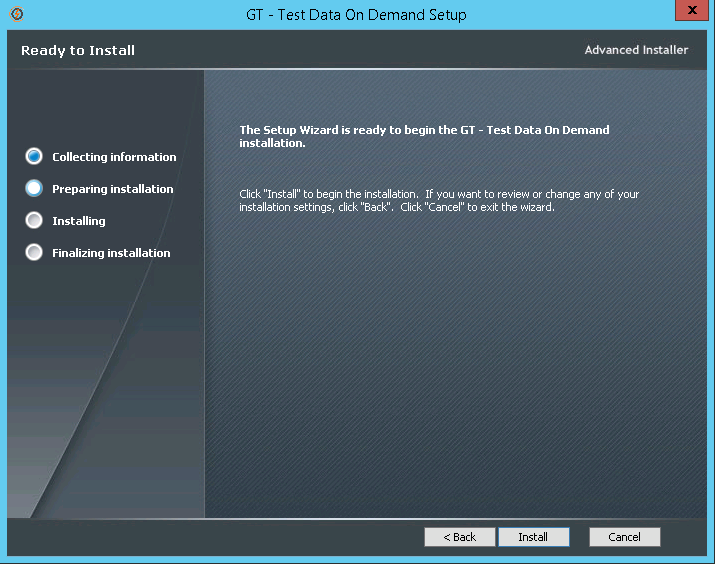 GT - Test Data On Demand Setup
x
Ready to Install
Advanced Installer
Collecting information
Preparing installation
Installing
Finalizing installation
The Setup Wizard is ready to begin the GT - Test Data On Demand
installation.
Click "Install" to begin the installation.  If you want to review or change any of your
installation settings, click "Back".  Click "Cancel" to exit the wizard.
< Back
Install
Cancel